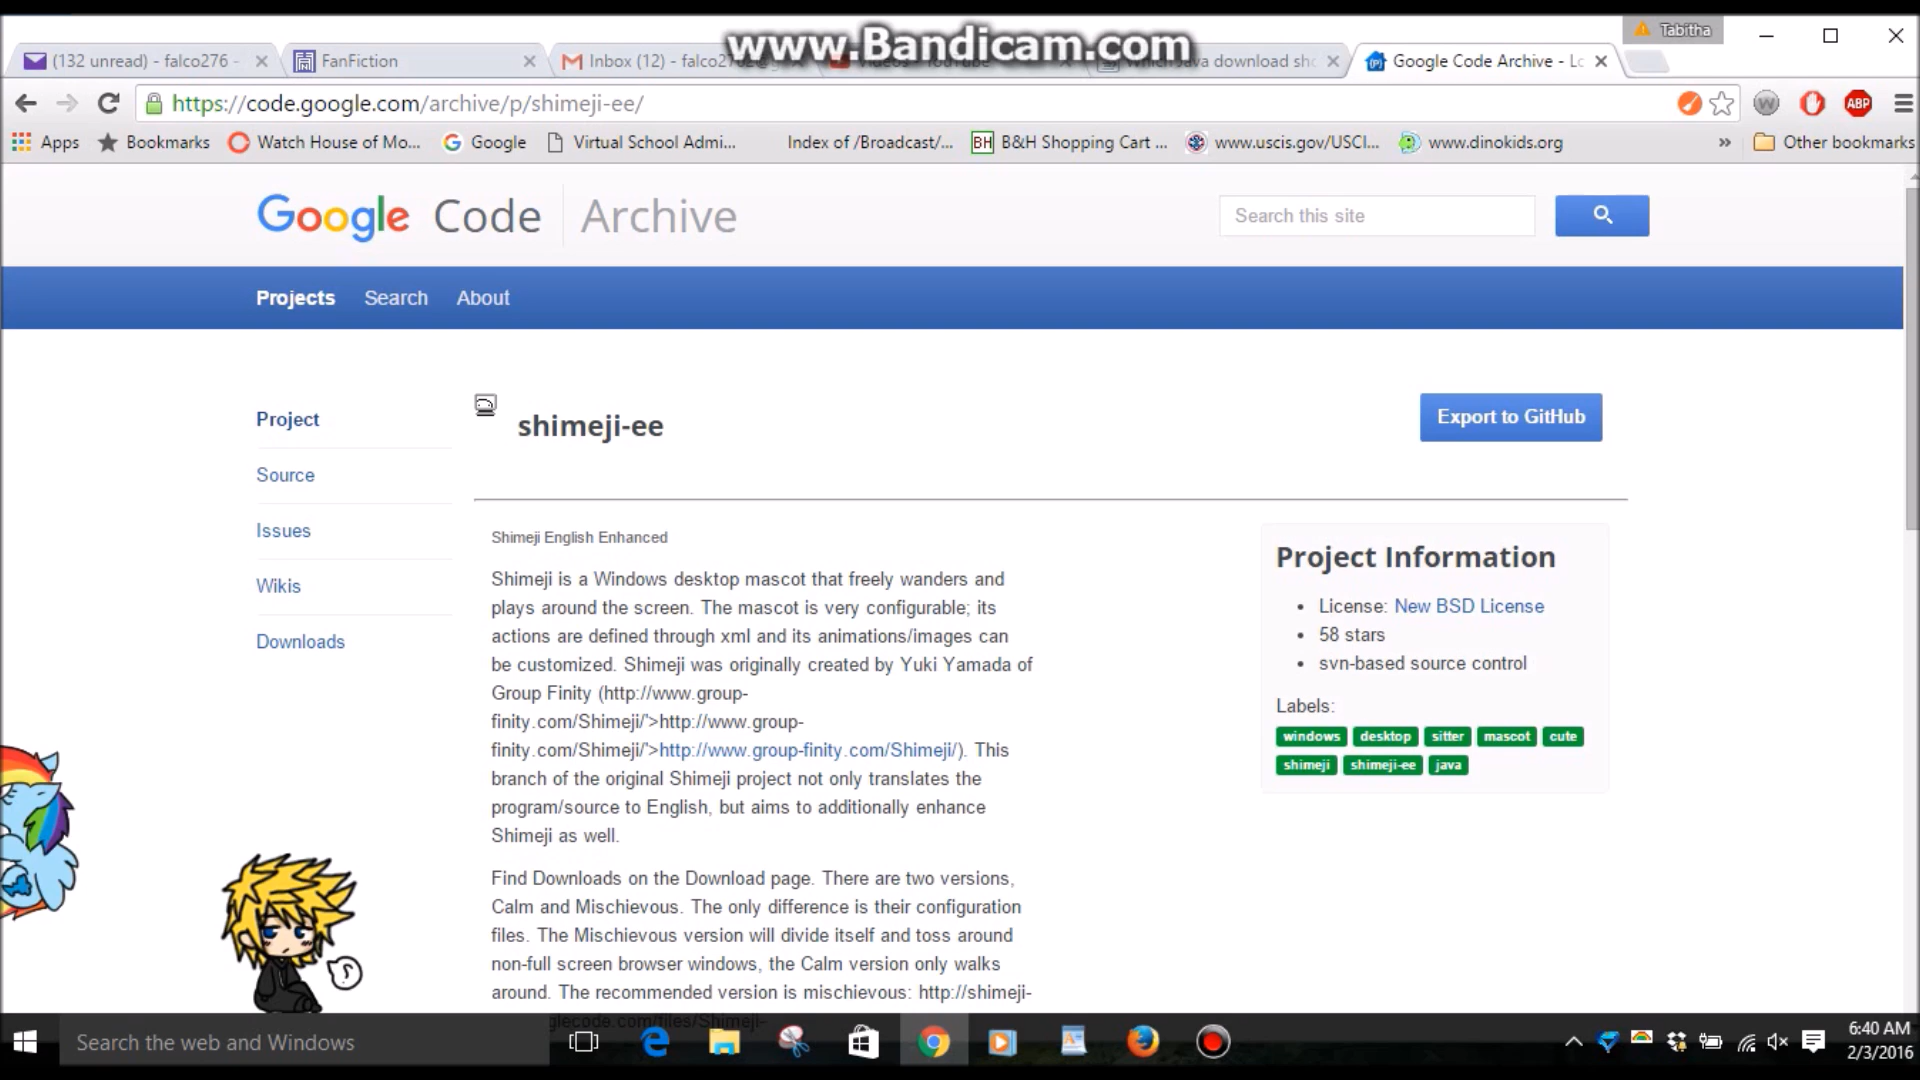 www.Bandicam.com
Tabitha
(132 unread) - falco276 -
FanFiction
Inbox (12) - falco2762@g
Videos - YouTube
Which Java download sho
Google Code Archive - Lo
https://code.google.com/archive/p/shimeji-ee/
W
ABP
Apps
Bookmarks
Watch House of Mo...
Google
Virtual School Admi...
Index of /Broadcast/...
BH
B&H Shopping Cart ...
www.uscis.gov/USCI...
www.dinokids.org
»
Other bookmarks
Google Code
Archive
Search this site
Projects
Search
About
Project
Source
Issues
Wikis
Downloads
shimeji-ee
Export to GitHub
Shimeji English Enhanced
Shimeji is a Windows desktop mascot that freely wanders and
plays around the screen. The mascot is very configurable; its
actions are defined through xml and its animations/images can
be customized. Shimeji was originally created by Yuki Yamada of
Group Finity (http://www.group-
finity.com/Shimeji/'>http://www.group-
finity.com/Shimeji/'>http://www.group-finity.com/Shimeji/). This
branch of the original Shimeji project not only translates the
program/source to English, but aims to additionally enhance
Shimeji as well.
Find Downloads on the Download page. There are two versions,
Calm and Mischievous. The only difference is their configuration
files. The Mischievous version will divide itself and toss around
non-full screen browser windows, the Calm version only walks
around. The recommended version is mischievous: http://shimeji-
Project Information
License: New BSD License
58 stars
svn-based source control
Labels:
windows
desktop
sitter
mascot
cute
shimeji
shimeji-ee
java
Search the web and Windows
6:40 AM
2/3/2016